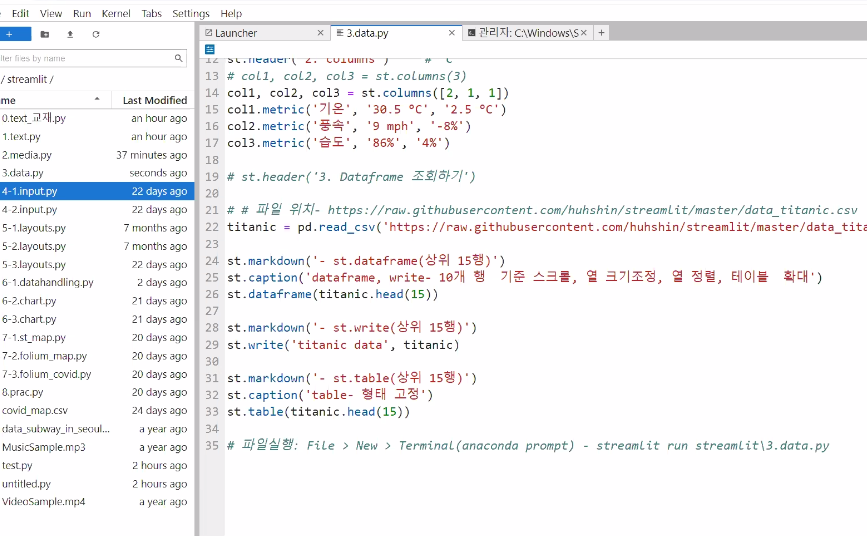 Edit View Run Kernel Tabs Settings Help
+ Launcher × 3.data.py × 관리자: C:\Windows\S × +
lter files by name
/ streamlit /
me Last Modified
0.text_교재.py an hour ago
1.text.py an hour ago
2.media.py 37 minutes ago
3.data.py seconds ago
4-1.input.py 22 days ago
4-2.input.py 22 days ago
5-1.layouts.py 7 months ago
5-2.layouts.py 7 months ago
5-3.layouts.py 22 days ago
6-1.datahandling.py 2 days ago
6-2.chart.py 21 days ago
6-3.chart.py 21 days ago
7-1.st_map.py 20 days ago
7-2.folium_map.py 20 days ago
7-3.folium_covid.py 20 days ago
8.prac.py 20 days ago
covid_map.csv 24 days ago
data_subway_in_seoul... a year ago
MusicSample.mp3 a year ago
test.py 2 hours ago
untitled.py 2 hours ago
VideoSample.mp4 a year ago
12 st.header('2. columns') # °C
13 # col1, col2, col3 = st.columns(3)
14 col1, col2, col3 = st.columns([2, 1, 1])
15 col1.metric('기온', '30.5 °C', '2.5 °C')
16 col2.metric('풍속', '9 mph', '-8%')
17 col3.metric('습도', '86%', '4%')
18
19 # st.header('3. Dataframe 조회하기')
20
21 # # 파일 위치- https://raw.githubusercontent.com/huhshin/streamlit/master/data_titanic.csv
22 titanic = pd.read_csv('https://raw.githubusercontent.com/huhshin/streamlit/master/data_tita
23
24 st.markdown('- st.dataframe(상위 15행)')
25 st.caption('dataframe, write- 10개 행 기준 스크롤, 열 크기조정, 열 정렬, 테이블 확대')
26 st.dataframe(titanic.head(15))
27
28 st.markdown('- st.write(상위 15행)')
29 st.write('titanic data', titanic)
30
31 st.markdown('- st.table(상위 15행)')
32 st.caption('table- 형태 고정')
33 st.table(titanic.head(15))
34
35 # 파일실행: File > New > Terminal(anaconda prompt) - streamlit run streamlit\3.data.py